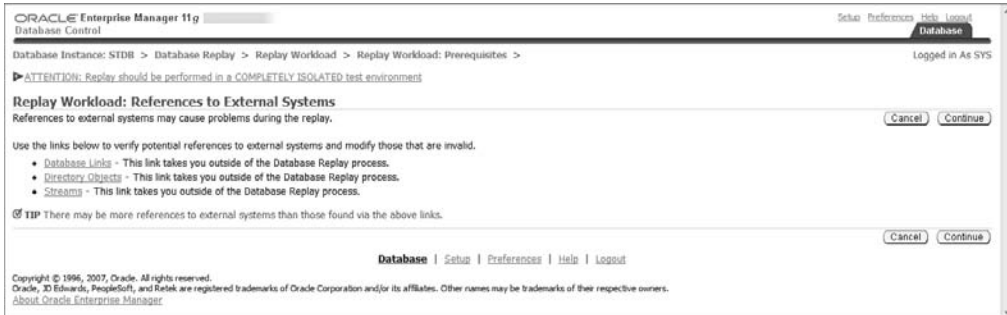 ORACLE Enterprise Manager 11g
Database Control
Setup Preferences Help Logout
Database
Database Instance: STDB > Database Replay > Replay Workload > Replay Workload: Prerequisites >
Logged in As SYS
ATTENTION: Replay should be performed in a COMPLETELY ISOLATED test environment
Replay Workload: References to External Systems
References to external systems may cause problems during the replay.
Cancel Continue
Use the links below to verify potential references to external systems and modify those that are invalid.
• Database Links - This link takes you outside of the Database Replay process.
• Directory Objects - This link takes you outside of the Database Replay process.
• Streams - This link takes you outside of the Database Replay process.
TIP There may be more references to external systems than those found via the above links.
Cancel Continue
Database | Setup | Preferences | Help | Logout
Copyright © 1996, 2007, Oracle. All rights reserved.
Oracle, JD Edwards, PeopleSoft, and Retek are registered trademarks of Oracle Corporation and/or its affiliates. Other names may be trademarks of their respective owners.
About Oracle Enterprise Manager